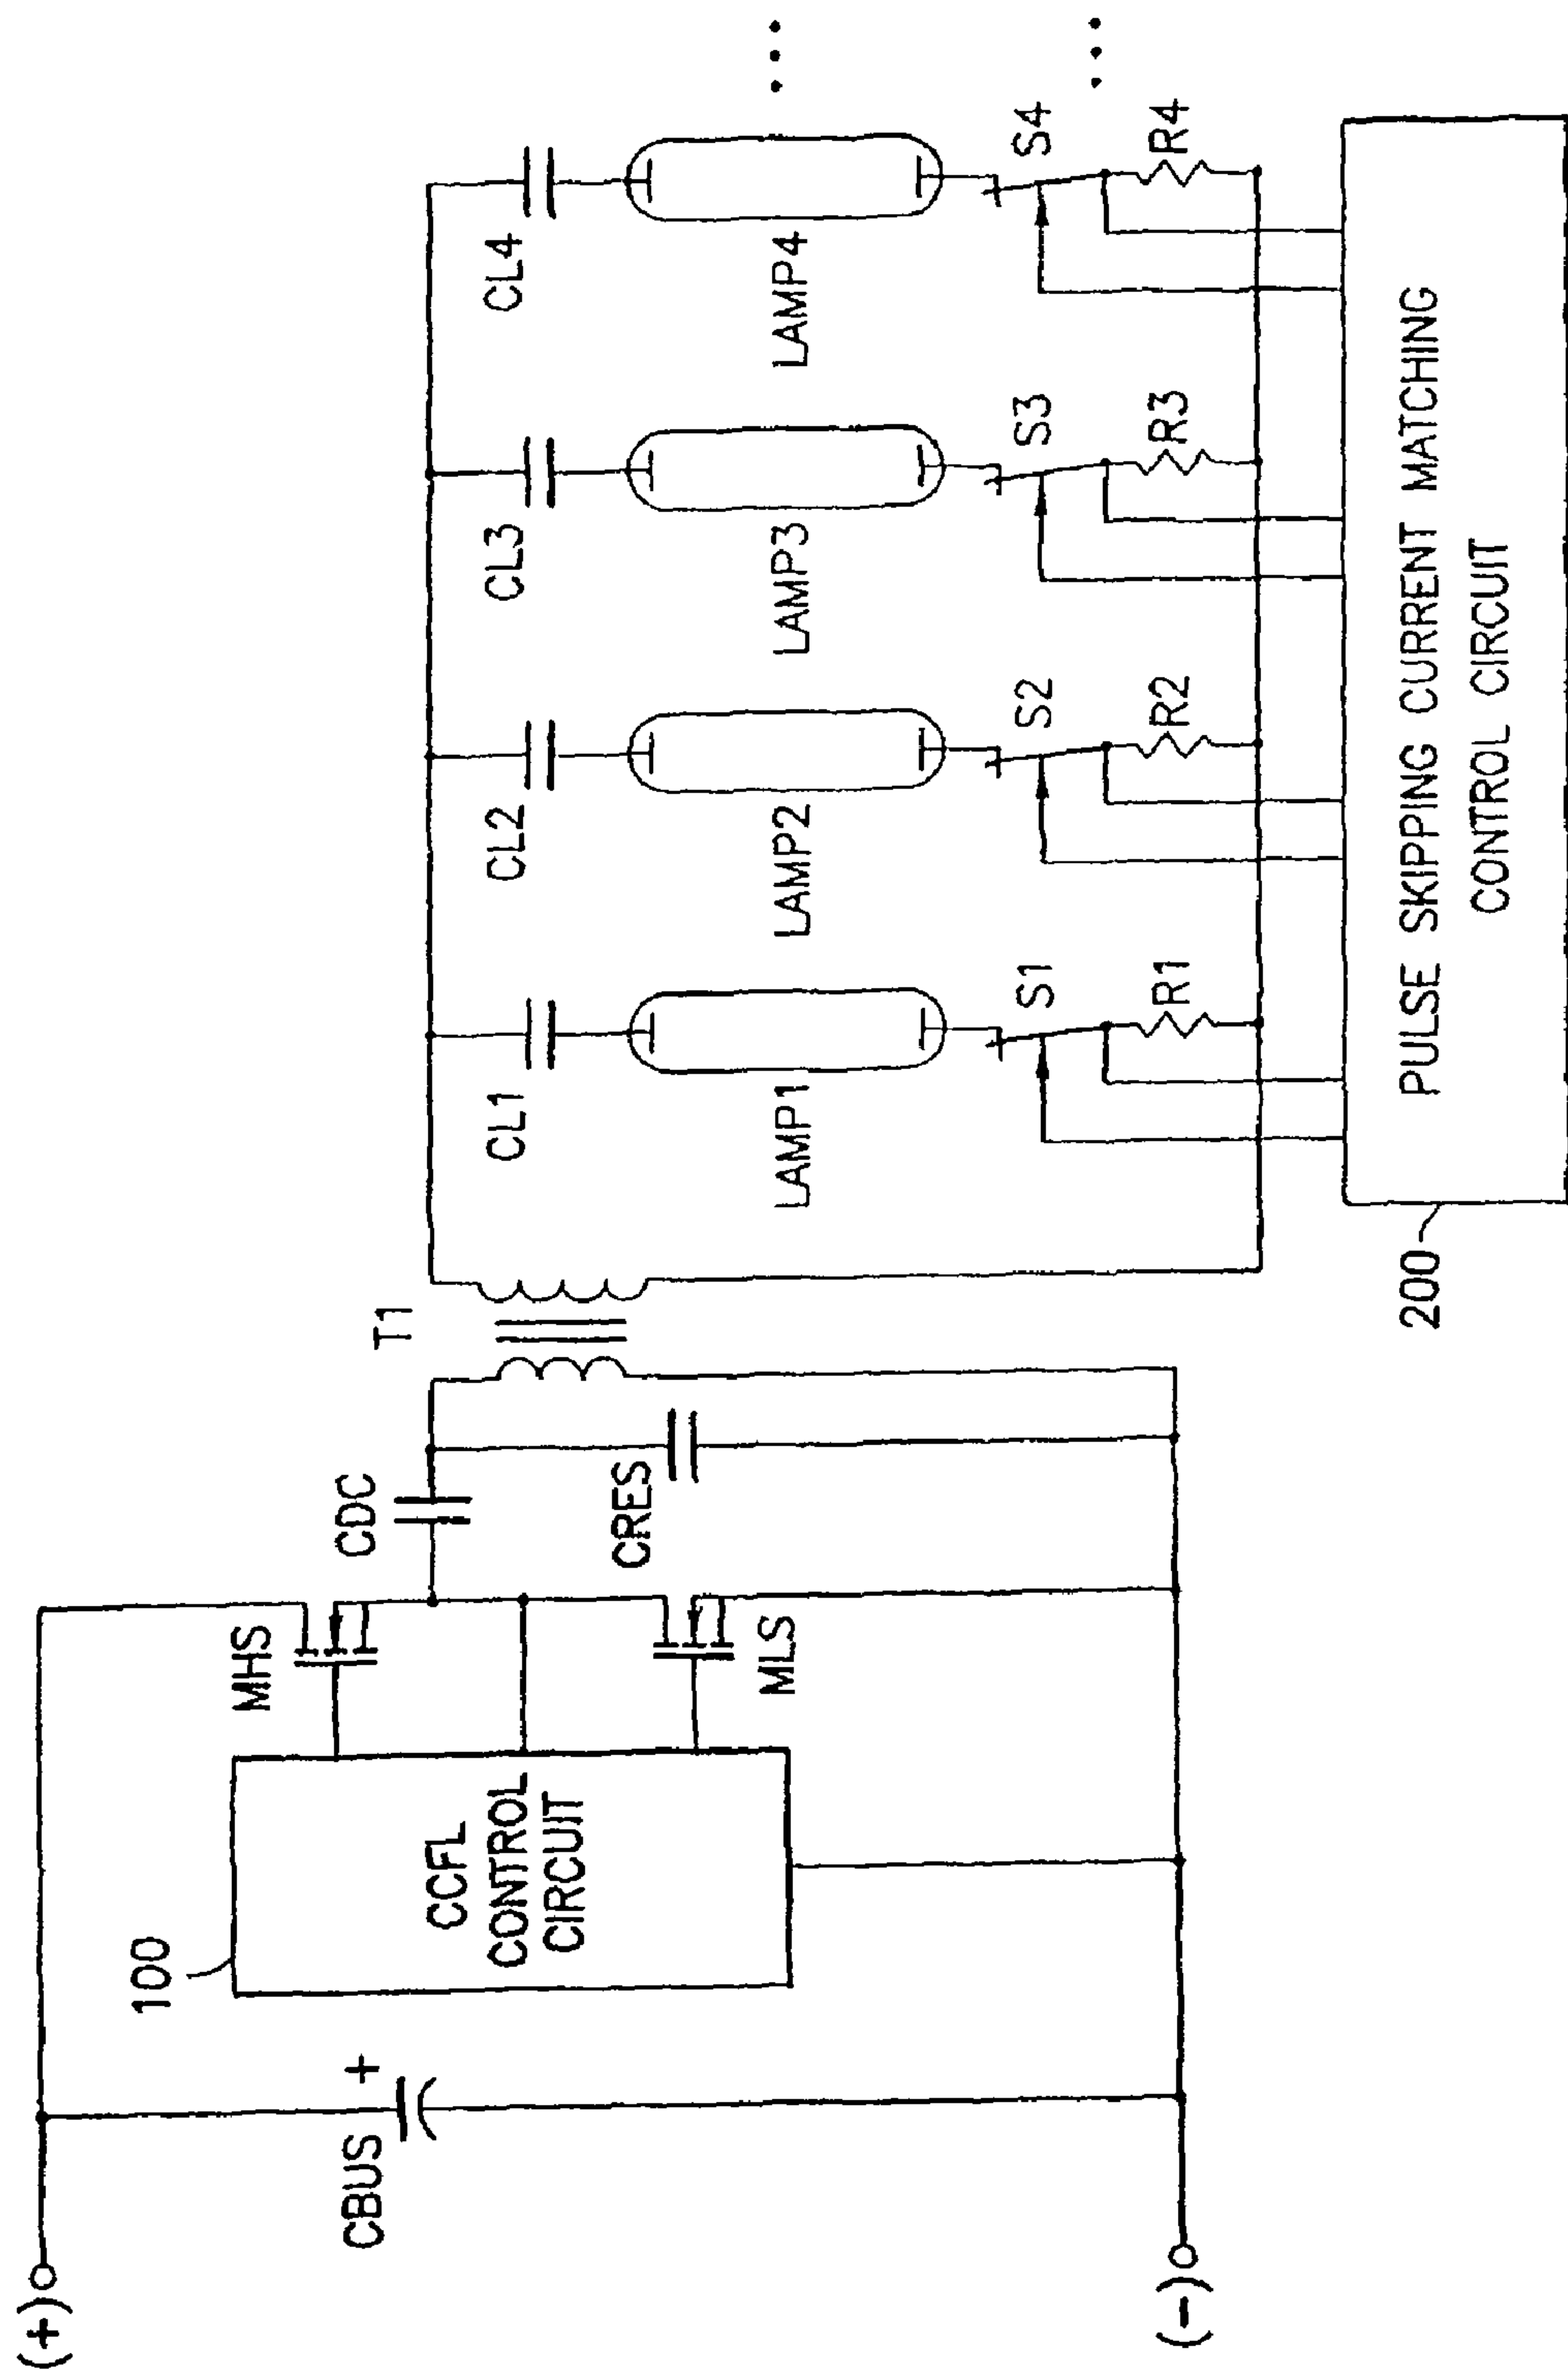 (+)
(-)
CBUS
+
100
CCFL
CONTROL
CIRCUIT
MHS
MLS
CDC
CRES
T1
CL1
CL2
CL3
CL4
LAMP1
LAMP2
LAMP3
LAMP4
S1
S2
S3
S4
R1
R2
R3
R4
• • •
• • •
200
PULSE SKIPPING CURRENT MATCHING
CONTROL CIRCUIT